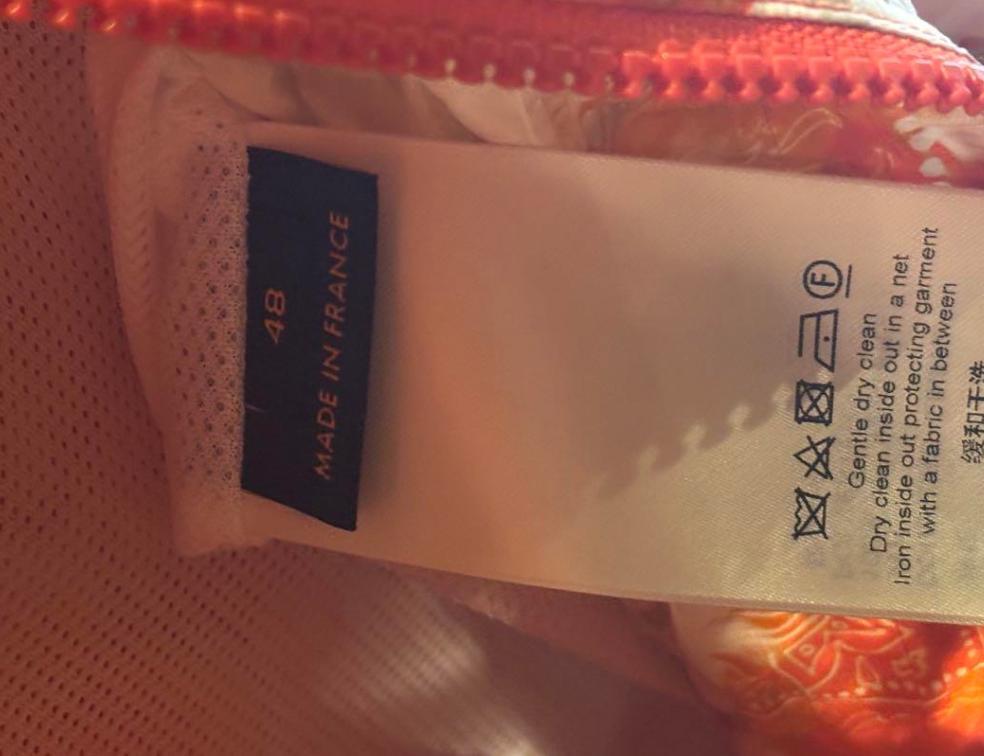 48
MADE IN FRANCE
F
Gentle dry clean
Dry clean inside out in a net
Iron inside out protecting garment
with a fabric in between
缓和干洗